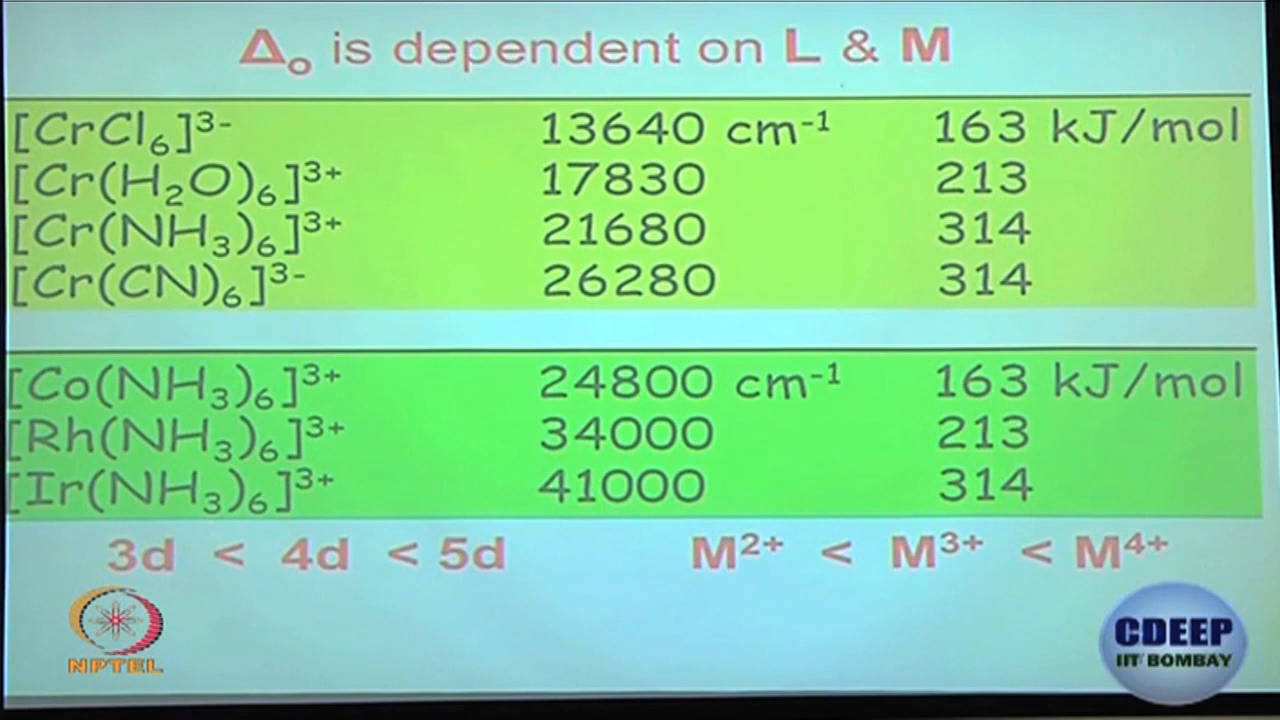 Δₒ is dependent on L & M
[CrCl₆]³⁻ 13640 cm⁻¹ 163 kJ/mol
[Cr(H₂O)₆]³⁺ 17830 213
[Cr(NH₃)₆]³⁺ 21680 314
[Cr(CN)₆]³⁻ 26280 314
[Co(NH₃)₆]³⁺ 24800 cm⁻¹ 163 kJ/mol
[Rh(NH₃)₆]³⁺ 34000 213
[Ir(NH₃)₆]³⁺ 41000 314
3d < 4d < 5d M²⁺ < M³⁺ < M⁴⁺
NPTEL
CDEEP
IIT BOMBAY